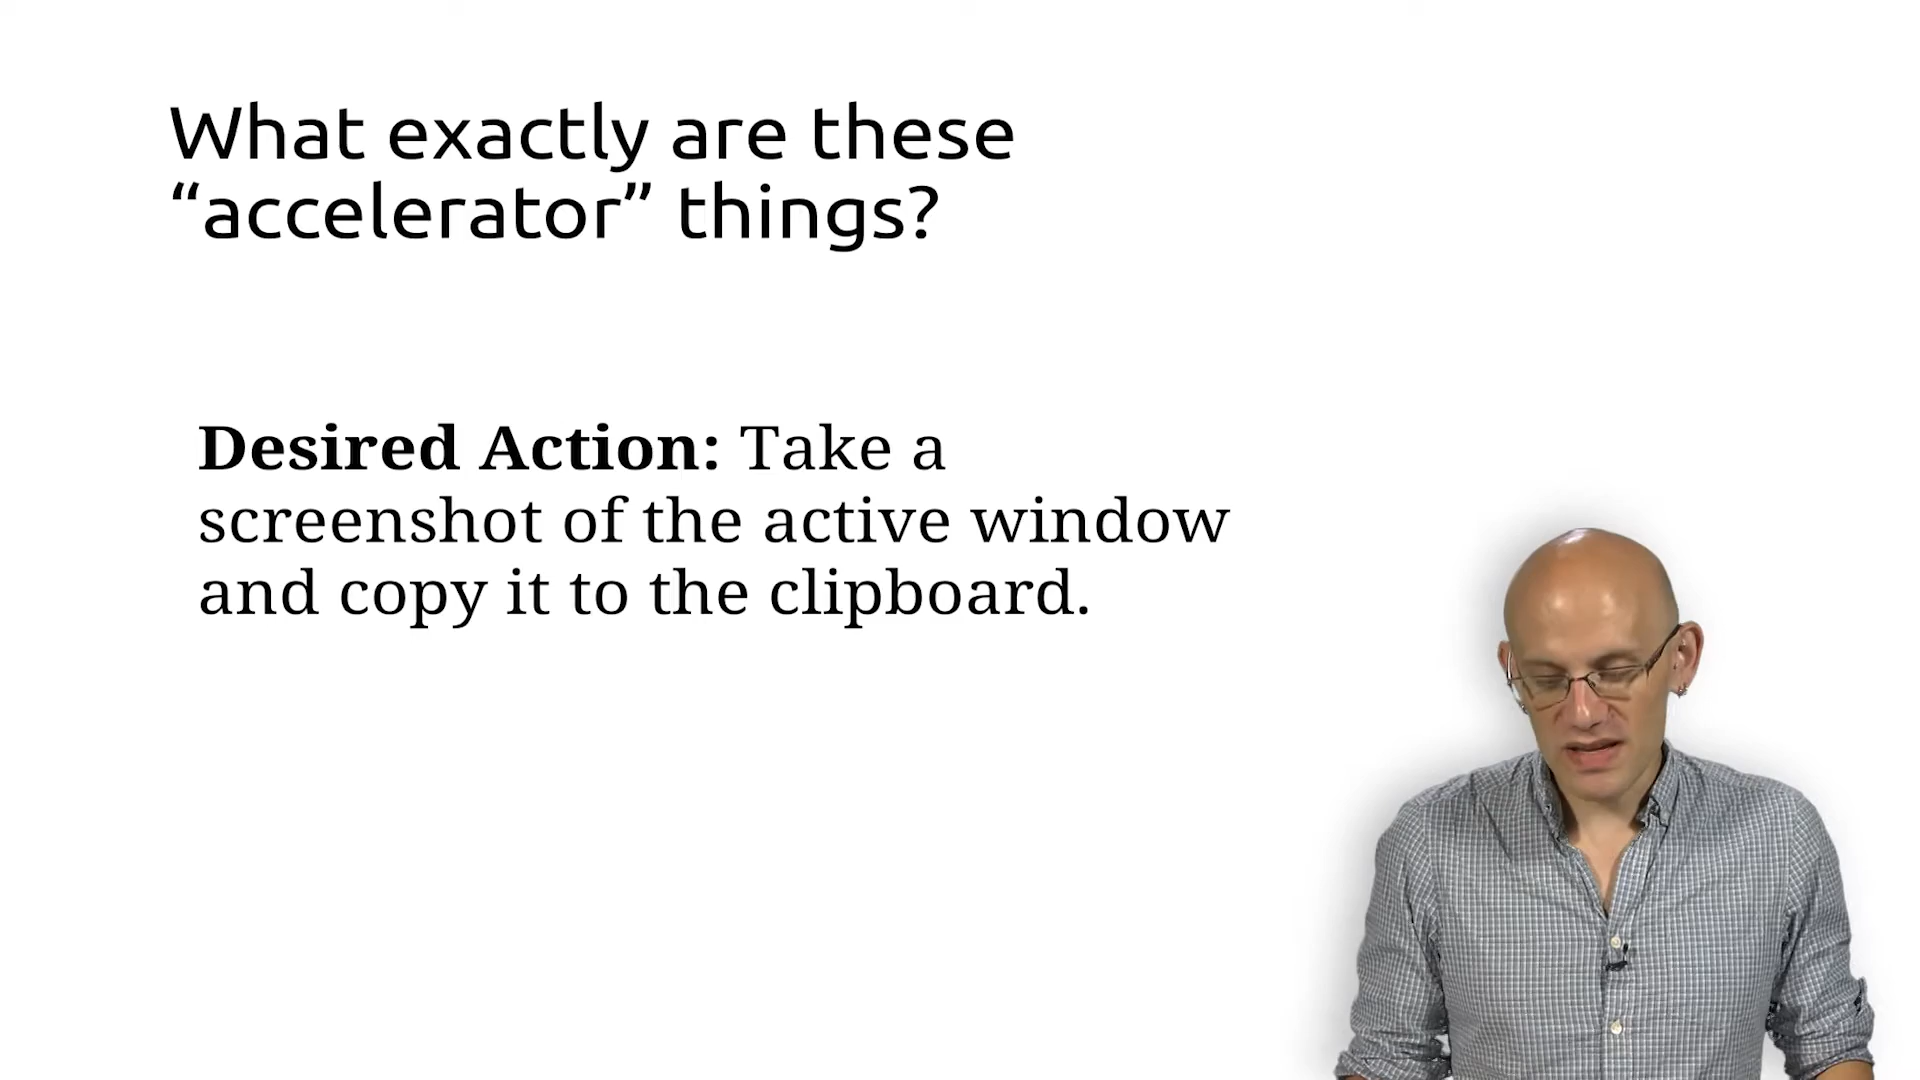 What exactly are these
“accelerator” things?
Desired Action: Take a
screenshot of the active window
and copy it to the clipboard.